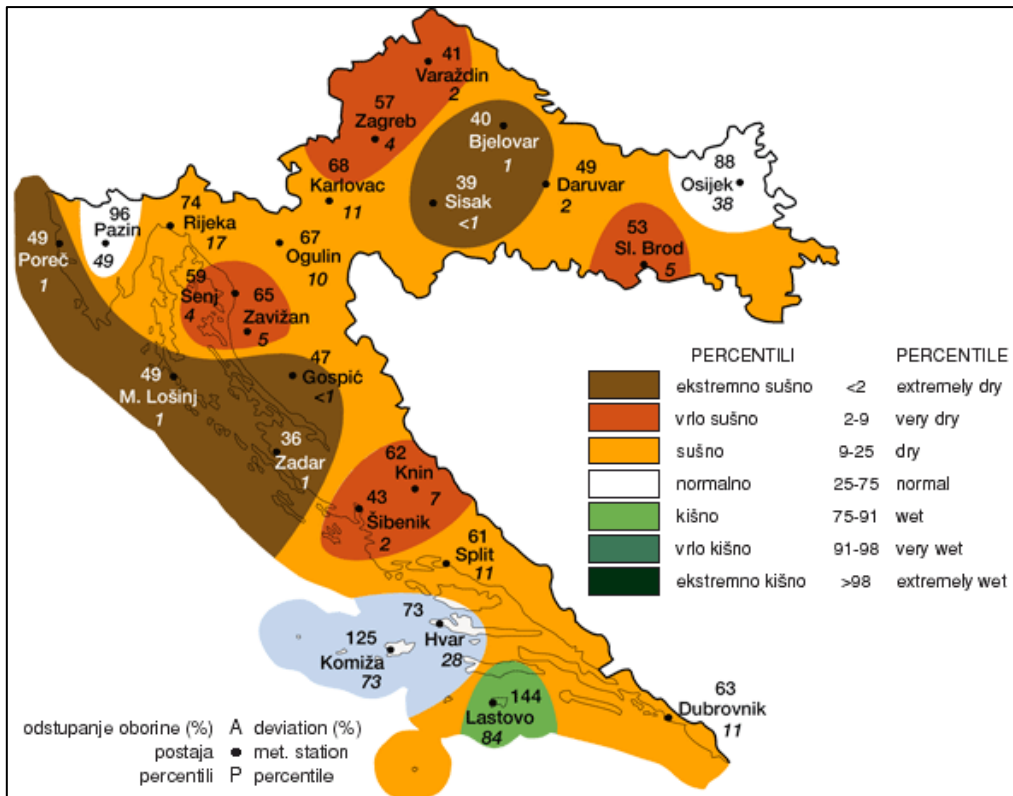 41
Varaždin
2
57
Zagreb
4
40
Bjelovar
1
68
Karlovac
11
39
Sisak
<1
49
Daruvar
2
88
Osijek
38
53
Sl. Brod
5
96
Pazin
49
74
Rijeka
17
49
Poreč
1
67
Ogulin
10
59
Senj
4
65
Zavižan
5
47
Gospić
<1
49
M. Lošinj
1
36
Zadar
1
62
Knin
7
43
Šibenik
2
61
Split
11
73
Hvar
28
125
Komiža
73
144
Lastovo
84
63
Dubrovnik
11
PERCENTILI PERCENTILE
ekstremno sušno <2 extremely dry
vrlo sušno 2-9 very dry
sušno 9-25 dry
normalno 25-75 normal
kišno 75-91 wet
vrlo kišno 91-98 very wet
ekstremno kišno >98 extremely wet
odstupanje oborine (%) A deviation (%)
postaja ● met. station
percentili P percentile